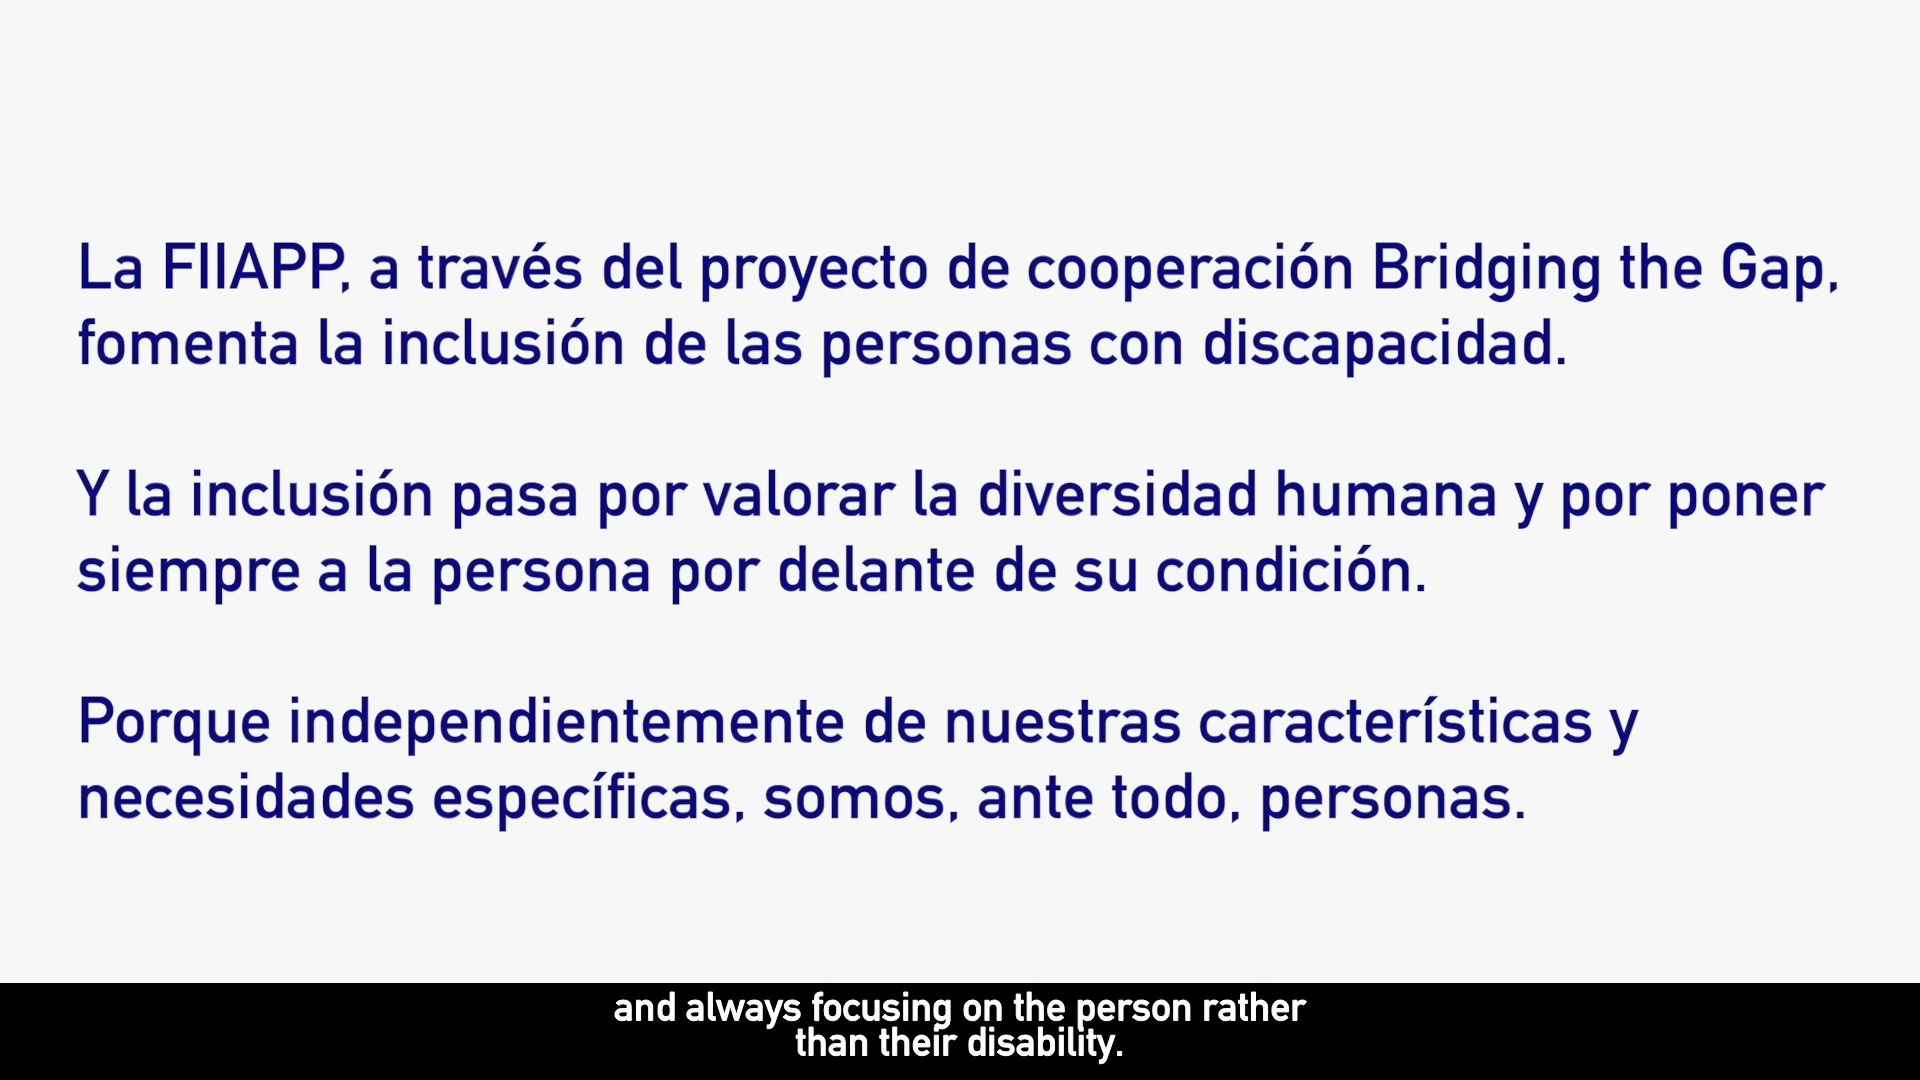 La FIIAPP, a través del proyecto de cooperación Bridging the Gap,
fomenta la inclusión de las personas con discapacidad.
Y la inclusión pasa por valorar la diversidad humana y por poner
siempre a la persona por delante de su condición.
Porque independientemente de nuestras características y
necesidades específicas, somos, ante todo, personas.
and always focusing on the person rather
than their disability.